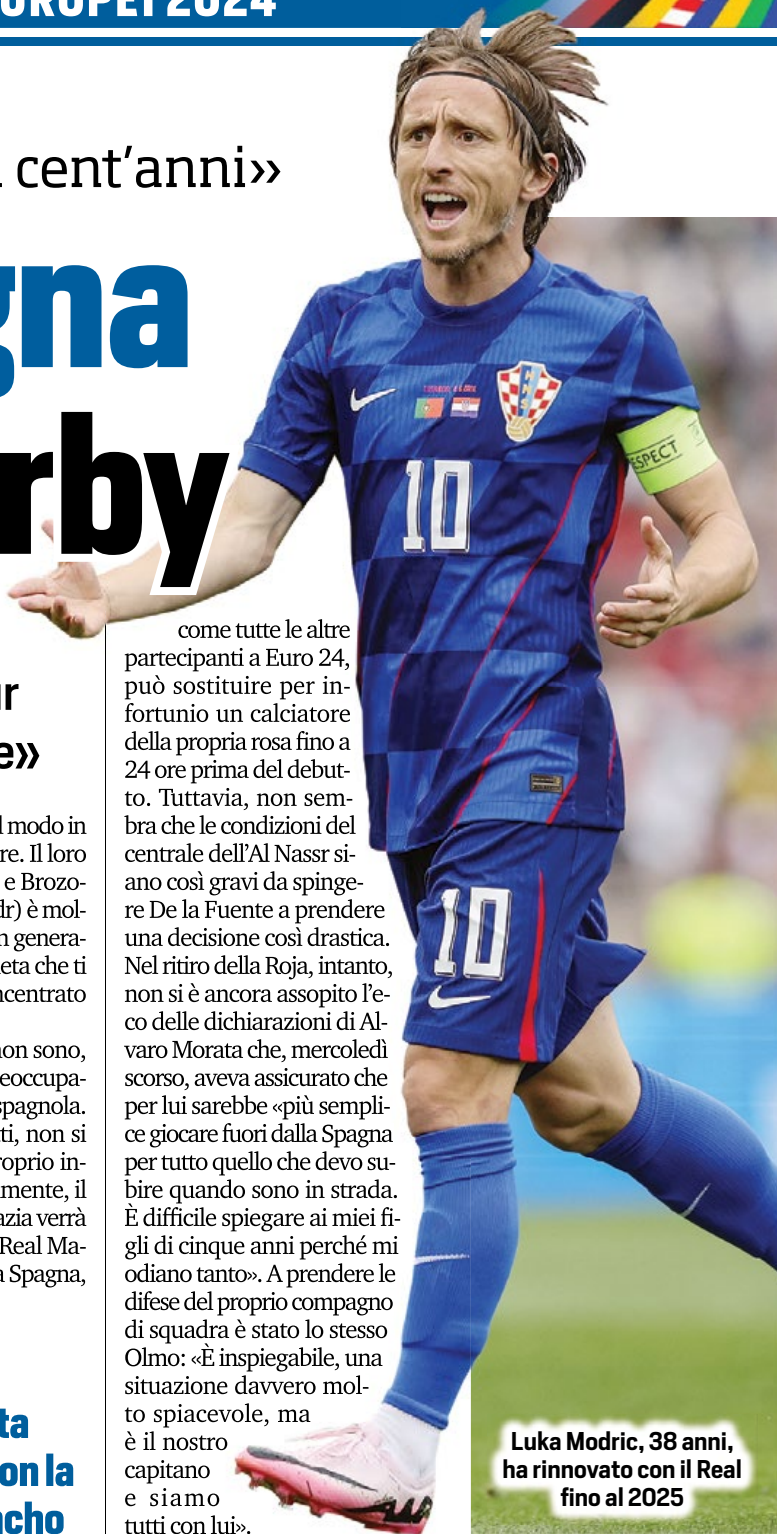 EUROPEI 2024
cent'anni»
gna
rby
e»
l modo in
re. Il loro
e Brozo-
dr) è mol-
n genera-
eta che ti
ncentrato
non sono,
eoccupa-
spagnola.
ti, non si
roprio in-
mente, il
azia verrà
Real Ma-
a Spagna,
ta
on la
ncho
come tutte le altre
partecipanti a Euro 24,
può sostituire per in-
fortunio un calciatore
della propria rosa fino a
24 ore prima del debut-
to. Tuttavia, non sem-
bra che le condizioni del
centrale dell'Al Nassr si-
ano così gravi da spinge-
re De la Fuente a prendere
una decisione così drastica.
Nel ritiro della Roja, intanto,
non si è ancora assopito l'e-
co delle dichiarazioni di Al-
varo Morata che, mercoledì
scorso, aveva assicurato che
per lui sarebbe «più sempli-
ce giocare fuori dalla Spagna
per tutto quello che devo su-
bire quando sono in strada.
È difficile spiegare ai miei fi-
gli di cinque anni perché mi
odiano tanto». A prendere le
difese del proprio compagno
di squadra è stato lo stesso
Olmo: «È inspiegabile, una
situazione davvero mol-
to spiacevole, ma
è il nostro
capitano
e siamo
tutti con lui».
HNS
RESPECT
10
10
Luka Modric, 38 anni,
ha rinnovato con il Real
fino al 2025